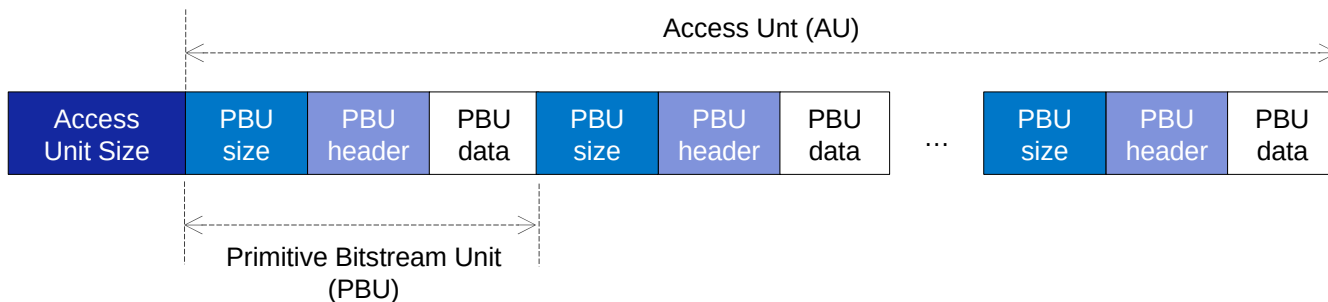 Access Unt (AU)
Access
Unit Size
PBU
size
PBU
header
PBU
data
PBU
size
PBU
header
PBU
data
...
PBU
size
PBU
header
PBU
data
Primitive Bitstream Unit
(PBU)